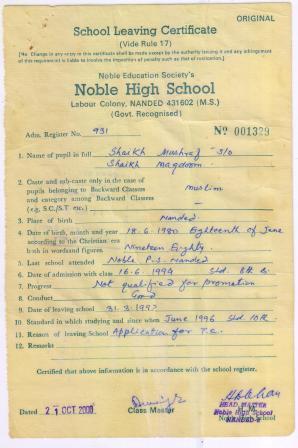 ORIGINAL
School Leaving Certificate
(Vide Rule 17)
[No Change in any entry in this certificate shall be made except by the authority issuing it and any infringement
of this requirement is liable to involve the imposition of penalty such as that of rustication.]
Noble Education Society's
Noble High School
Labour Colony, NANDED 431602 (M.S.)
(Govt. Recognised)
Adm. Register No. 931
No 001329
1. Name of pupil in full Shaikh Mushraf S/o
Shaikh Maqdoom.
2. Caste and sub-caste only in the case of
pupils belonging to Backward Classes muslim
and category among Backward Classes
(e.g., S.C./S.T. etc.) —
3. Place of birth Nanded
4. Date of birth, month and year 18.6.1980 Eighteenth of June
according to the Christian era
birth in words and figures Nineteen Eighty.
5. Last school attended Noble P.S. Nanded
6. Date of admission with class 16.6.1994 Std. 8th
7. Progress Not qualified for promotion
8. Conduct Good
9. Date of leaving school 31.3.1997
10. Standard in which studying and since when June 1996 Std. 10th
11. Reason of leaving School Application for T.C.
12. Remarks
Certified that above information is in accordance with the school register.
Dated 21 OCT 2000
Class Master
HEAD MASTER
Noble High School
NANDED